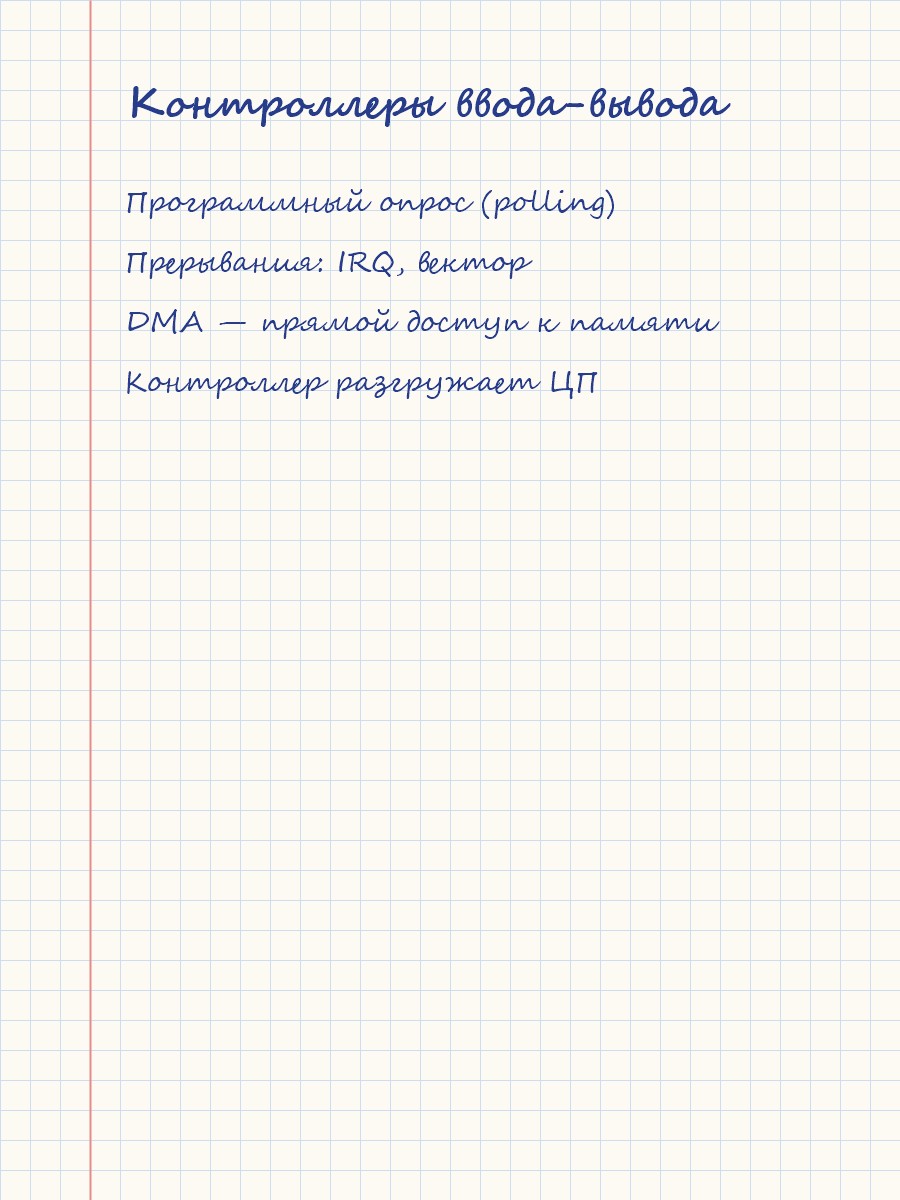 Контроллеры ввода-вывода
Программный опрос (polling)
Прерывания: IRQ, вектор
DMA — прямой доступ к памяти
Контроллер разгружает ЦП